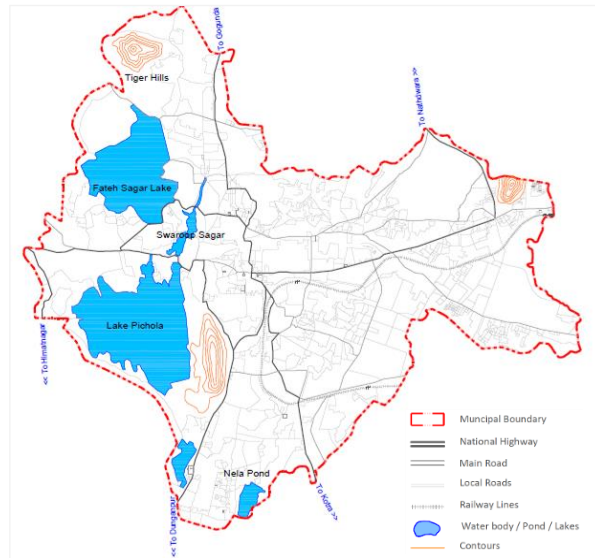 To Gogunda
Tiger Hills
To Nathdwara >>
Fateh Sagar Lake
Swaroop Sagar
Lake Pichola
<< To Himatnagar
Nela Pond
<< To Dungarpur
To Kotra >>
Muncipal Boundary
National Highway
Main Road
Local Roads
Railway Lines
Water body / Pond / Lakes
Contours